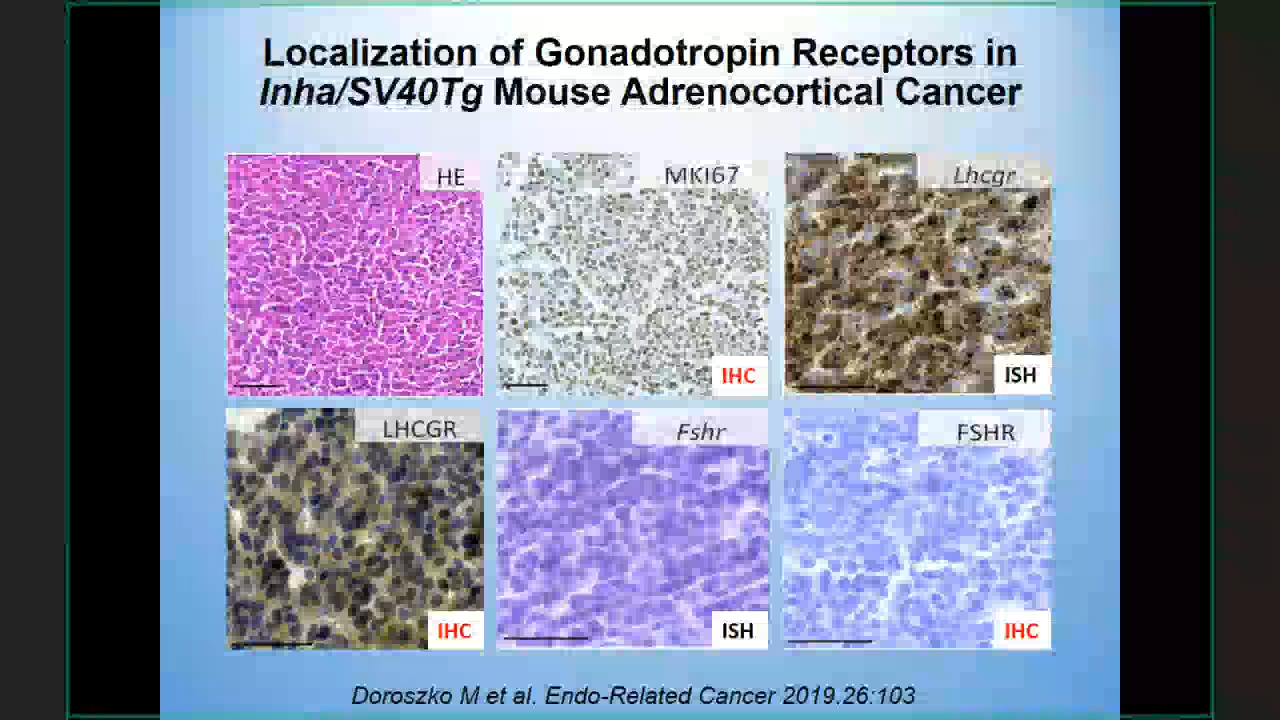 Localization of Gonadotropin Receptors in
Inha/SV40Tg Mouse Adrenocortical Cancer
HE
MKI67
IHC
Lhcgr
ISH
LHCGR
IHC
Fshr
ISH
FSHR
IHC
Doroszko M et al. Endo-Related Cancer 2019.26:103